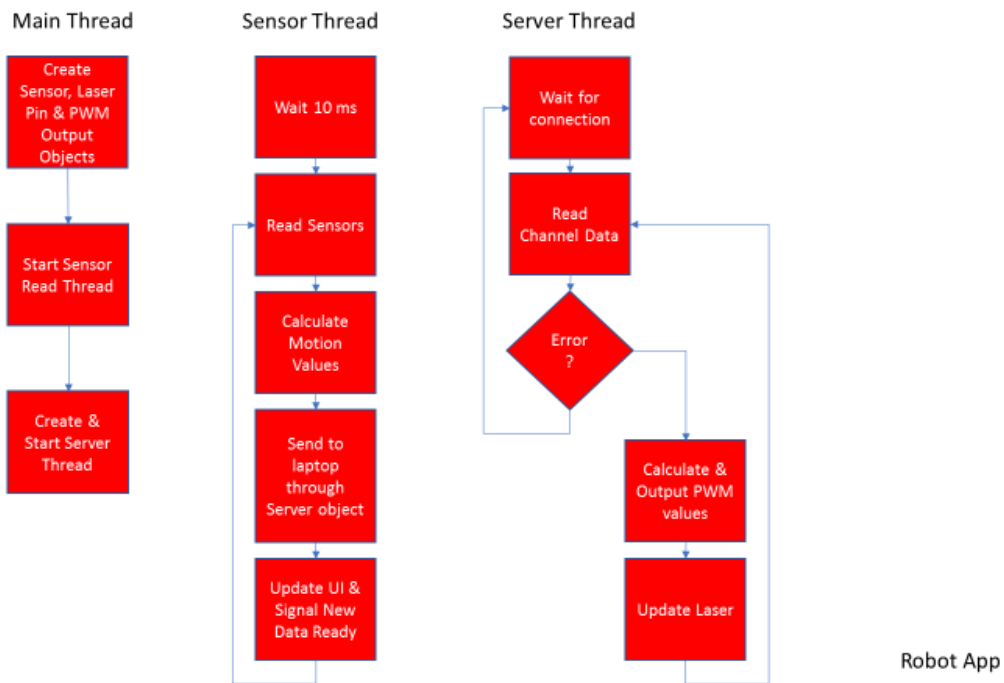 Main Thread
Create
Sensor, Laser
Pin & PWM
Output
Objects
Start Sensor
Read Thread
Create &
Start Server
Thread
Sensor Thread
Wait 10 ms
Read Sensors
Calculate
Motion
Values
Send to
laptop
through
Server object
Update UI &
Signal New
Data Ready
Server Thread
Wait for
connection
Read
Channel Data
Error
?
Calculate &
Output PWM
values
Update Laser
Robot App